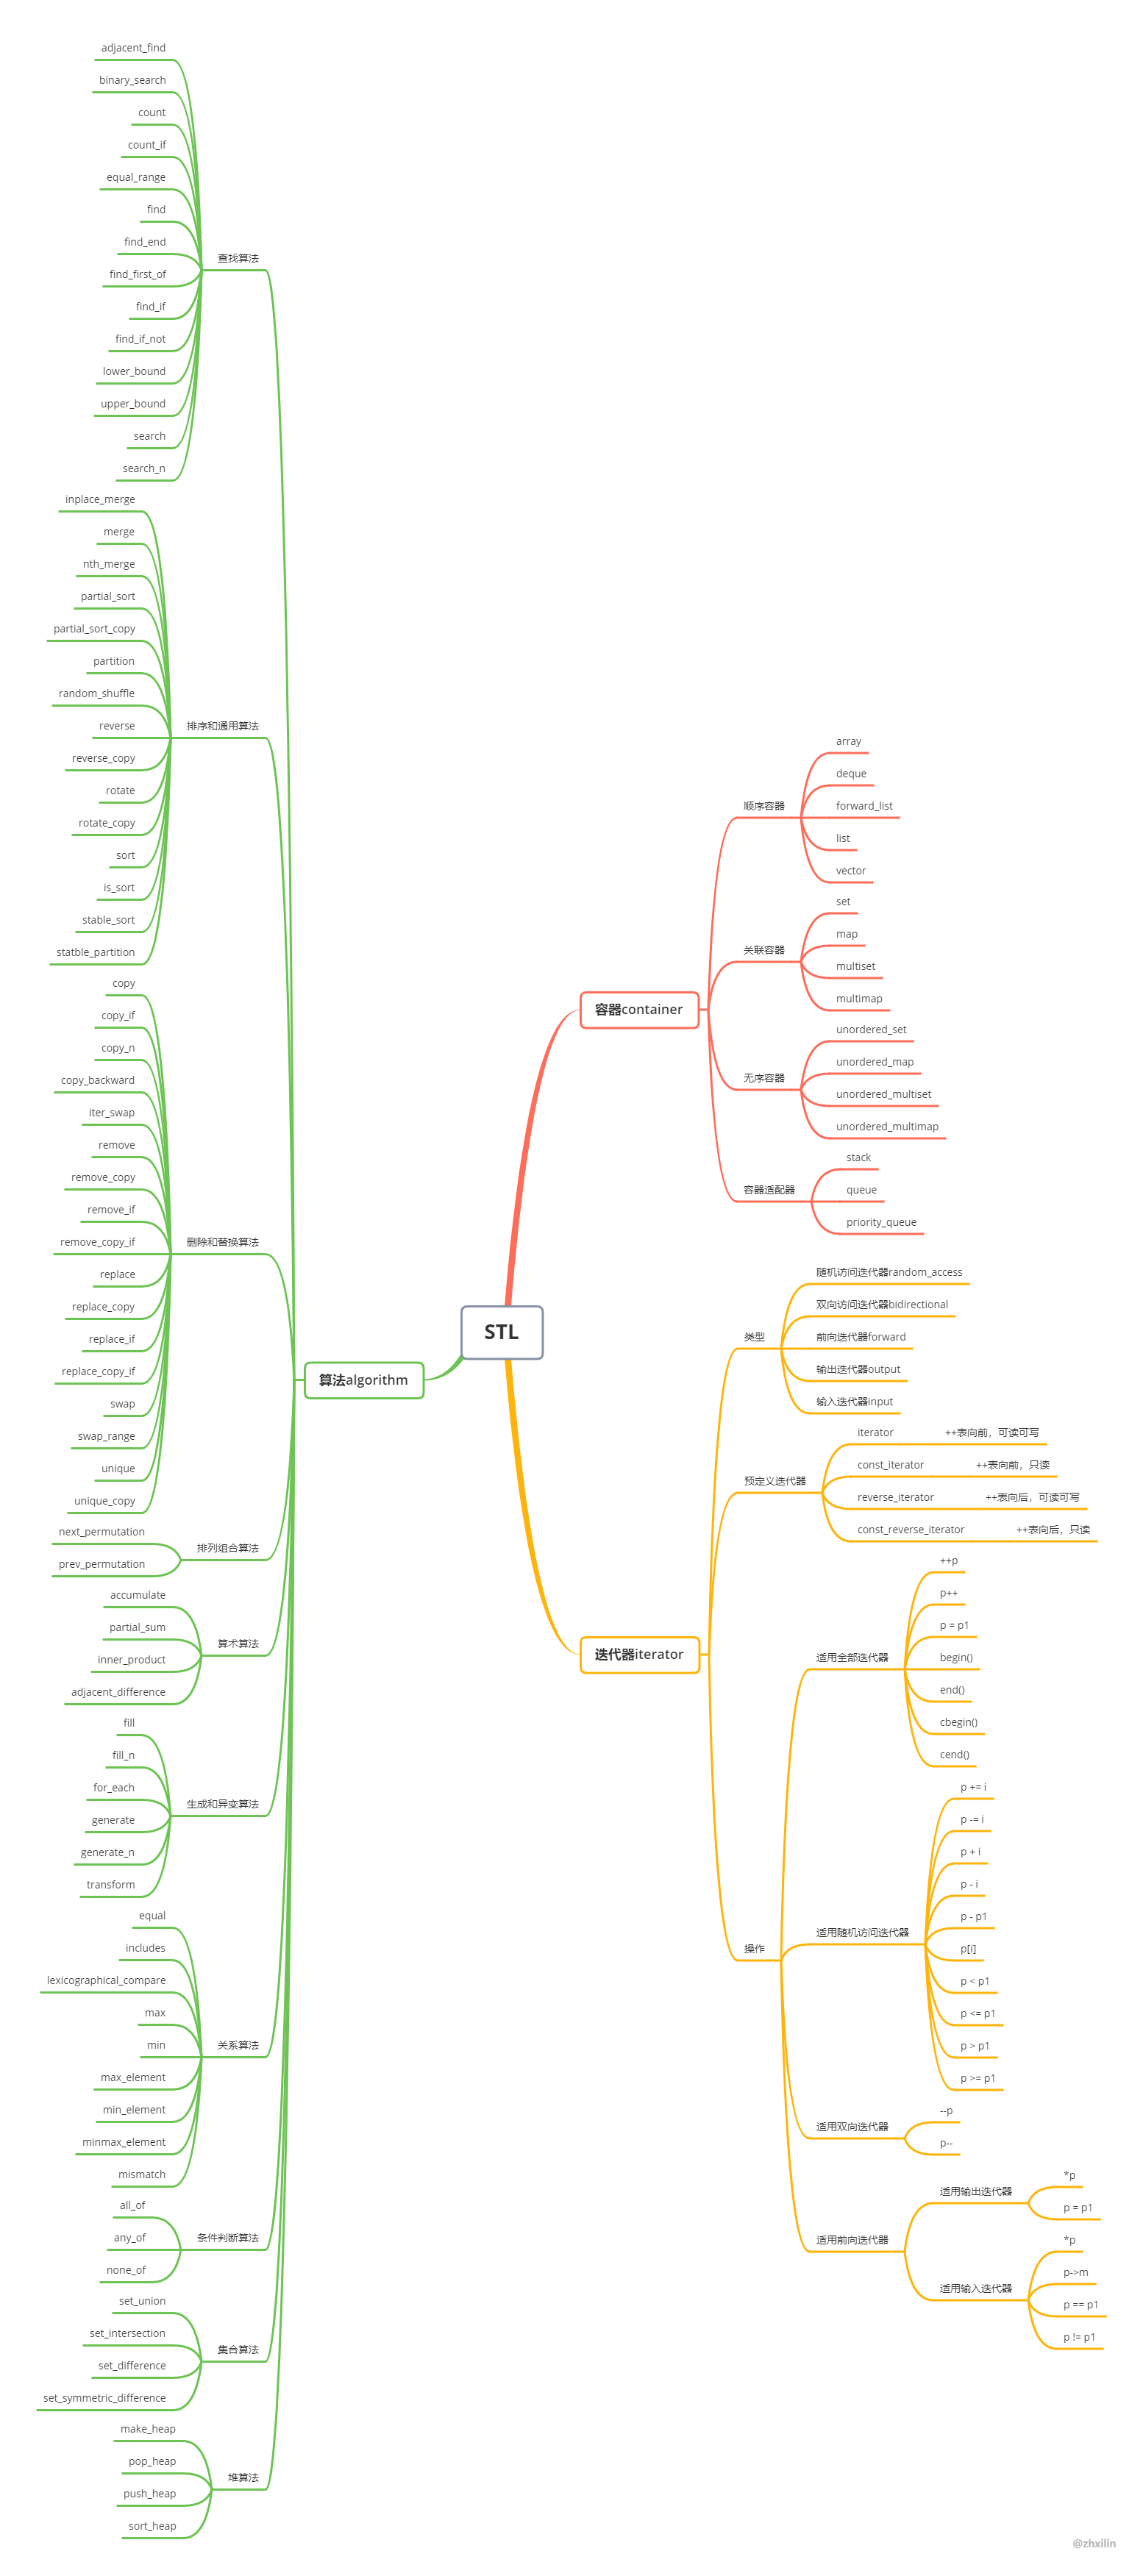 STL
算法algorithm
查找算法
adjacent_find
binary_search
count
count_if
equal_range
find
find_end
find_first_of
find_if
find_if_not
lower_bound
upper_bound
search
search_n
排序和通用算法
inplace_merge
merge
nth_merge
partial_sort
partial_sort_copy
partition
random_shuffle
reverse
reverse_copy
rotate
rotate_copy
sort
is_sort
stable_sort
statble_partition
删除和替换算法
copy
copy_if
copy_n
copy_backward
iter_swap
remove
remove_copy
remove_if
remove_copy_if
replace
replace_copy
replace_if
replace_copy_if
swap
swap_range
unique
unique_copy
排列组合算法
next_permutation
prev_permutation
算术算法
accumulate
partial_sum
inner_product
adjacent_difference
生成和异变算法
fill
fill_n
for_each
generate
generate_n
transform
关系算法
equal
includes
lexicographical_compare
max
min
max_element
min_element
minmax_element
mismatch
条件判断算法
all_of
any_of
none_of
集合算法
set_union
set_intersection
set_difference
set_symmetric_difference
堆算法
make_heap
pop_heap
push_heap
sort_heap
容器container
顺序容器
array
deque
forward_list
list
vector
关联容器
set
map
multiset
multimap
无序容器
unordered_set
unordered_map
unordered_multiset
unordered_multimap
容器适配器
stack
queue
priority_queue
迭代器iterator
类型
随机访问迭代器random_access
双向访问迭代器bidirectional
前向迭代器forward
输出迭代器output
输入迭代器input
预定义迭代器
iterator ++表向前，可读可写
const_iterator ++表向前，只读
reverse_iterator ++表向后，可读可写
const_reverse_iterator ++表向后，只读
操作
适用全部迭代器
++p
p++
p = p1
begin()
end()
cbegin()
cend()
适用随机访问迭代器
p += i
p -= i
p + i
p - i
p - p1
p[i]
p < p1
p <= p1
p > p1
p >= p1
适用双向迭代器
--p
p--
适用前向迭代器
适用输出迭代器
*p
p = p1
适用输入迭代器
*p
p->m
p == p1
p != p1
@zhxilin